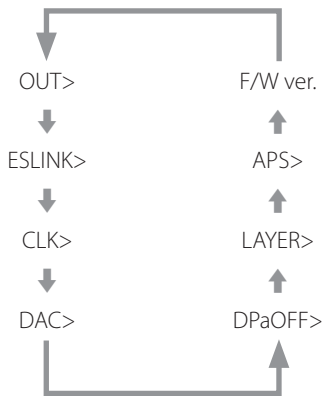 OUT> F/W ver.
ESLINK> APS>
CLK> LAYER>
DAC> DPaOFF>